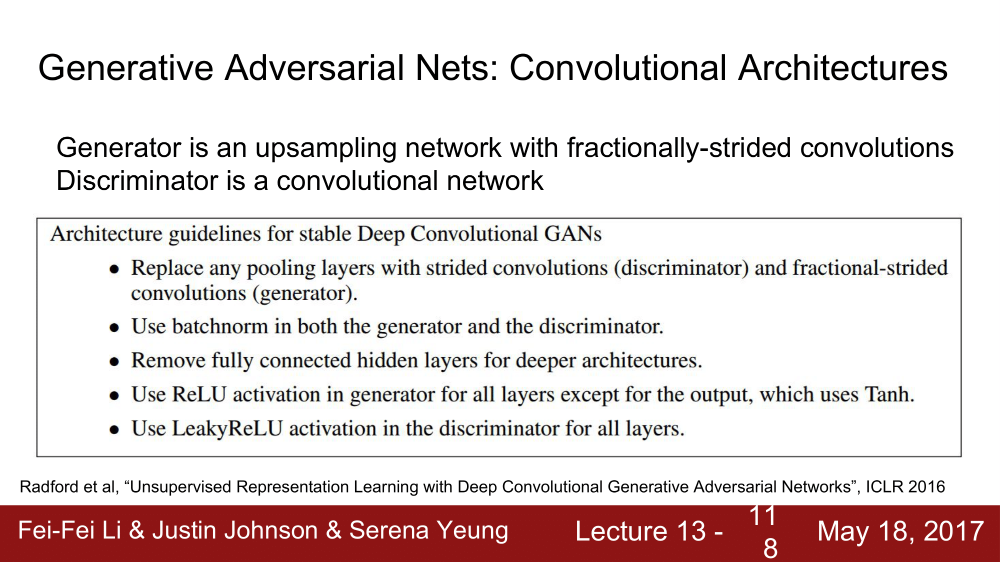 Generative Adversarial Nets: Convolutional Architectures
Generator is an upsampling network with fractionally-strided convolutions
Discriminator is a convolutional network
Architecture guidelines for stable Deep Convolutional GANs
• Replace any pooling layers with strided convolutions (discriminator) and fractional-strided
convolutions (generator).
• Use batchnorm in both the generator and the discriminator.
• Remove fully connected hidden layers for deeper architectures.
• Use ReLU activation in generator for all layers except for the output, which uses Tanh.
• Use LeakyReLU activation in the discriminator for all layers.
Radford et al, “Unsupervised Representation Learning with Deep Convolutional Generative Adversarial Networks”, ICLR 2016
Fei-Fei Li & Justin Johnson & Serena Yeung
Lecture 13 -
11
8
May 18, 2017